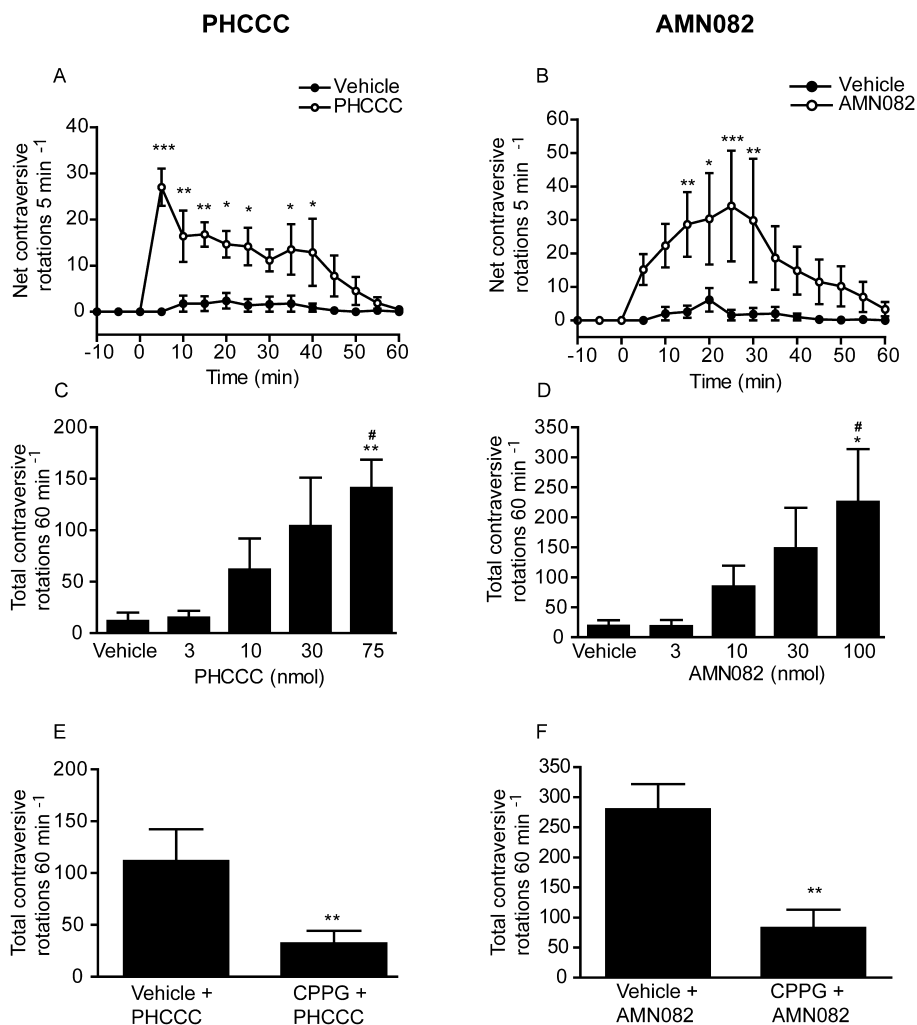 PHCCC
AMN082
A
Vehicle
PHCCC
Net contraversive
rotations 5 min -1
40
30
20
10
0
***
**
**
*
*
*
*
-10 0 10 20 30 40 50 60
Time (min)
B
Vehicle
AMN082
Net contraversive
rotations 5 min -1
60
50
40
30
20
10
0
**
*
***
**
-10 0 10 20 30 40 50 60
Time (min)
C
Total contraversive
rotations 60 min -1
200
150
100
50
0
#
**
Vehicle 3 10 30 75
PHCCC (nmol)
D
Total contraversive
rotations 60 min -1
350
300
250
200
150
100
50
0
#
*
Vehicle 3 10 30 100
AMN082 (nmol)
E
Total contraversive
rotations 60 min -1
200
150
100
50
0
**
Vehicle + CPPG +
PHCCC PHCCC
F
Total contraversive
rotations 60 min -1
350
300
250
200
150
100
50
0
**
Vehicle + CPPG +
AMN082 AMN082